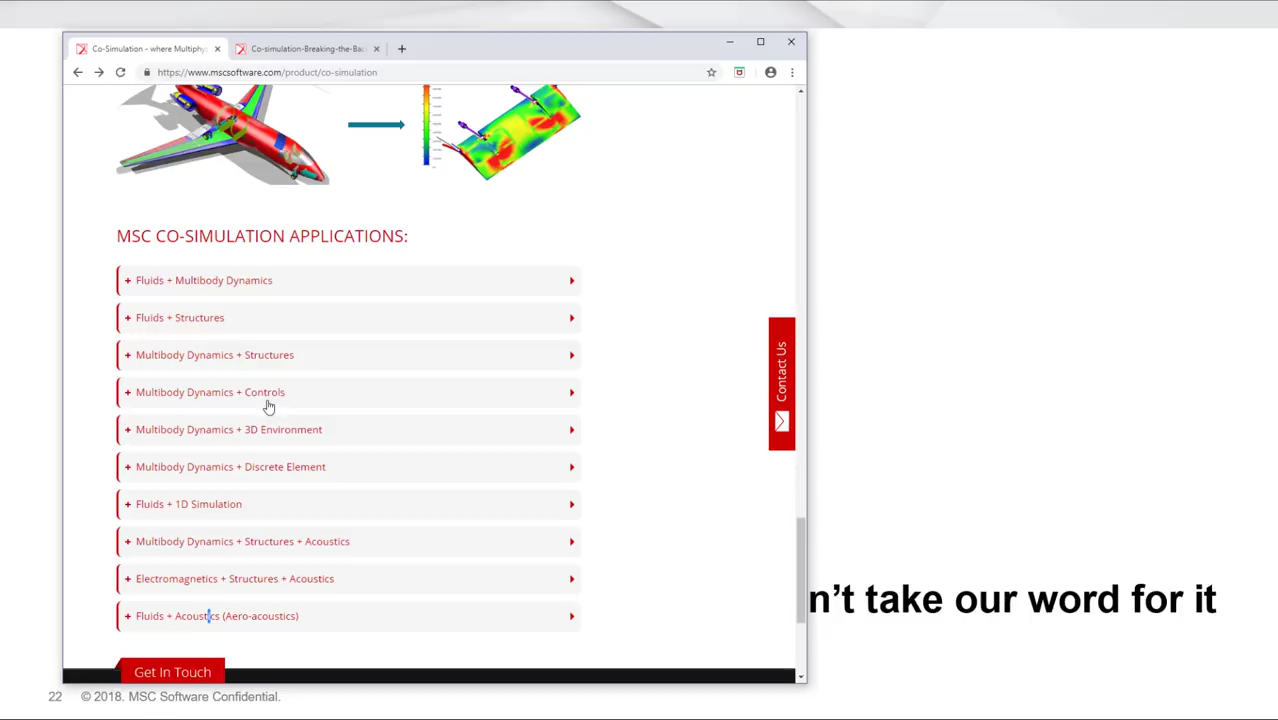 Co-Simulation - where Multiphy
Co-simulation-Breaking-the-Bac
https://www.mscsoftware.com/product/co-simulation
MSC CO-SIMULATION APPLICATIONS:
+ Fluids + Multibody Dynamics
+ Fluids + Structures
+ Multibody Dynamics + Structures
+ Multibody Dynamics + Controls
+ Multibody Dynamics + 3D Environment
+ Multibody Dynamics + Discrete Element
+ Fluids + 1D Simulation
+ Multibody Dynamics + Structures + Acoustics
+ Electromagnetics + Structures + Acoustics
+ Fluids + Acoustics (Aero-acoustics)
Contact Us
Get In Touch
n't take our word for it
22 © 2018. MSC Software Confidential.